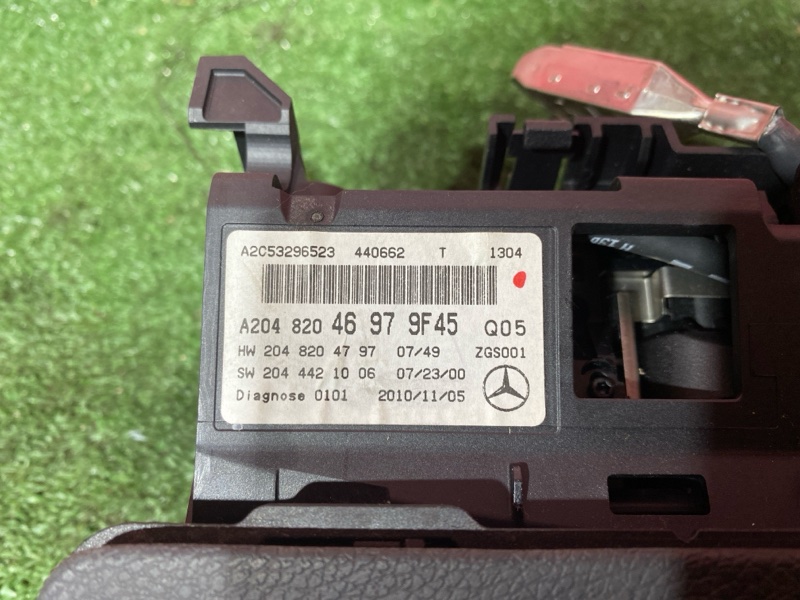 A2C53296523 440662 T 1304
A204 820 46 97 9F45 Q05
HW 204 820 47 97 07/49 ZGS001
SW 204 442 10 06 07/23/00
Diagnose 0101 2010/11/05